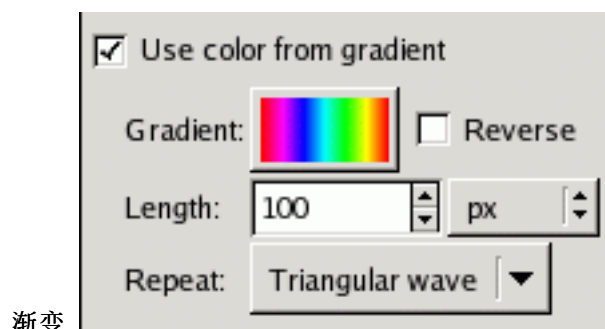 Use color from gradient
Gradient: Reverse
Length: 100 px
Repeat: Triangular wave
渐变